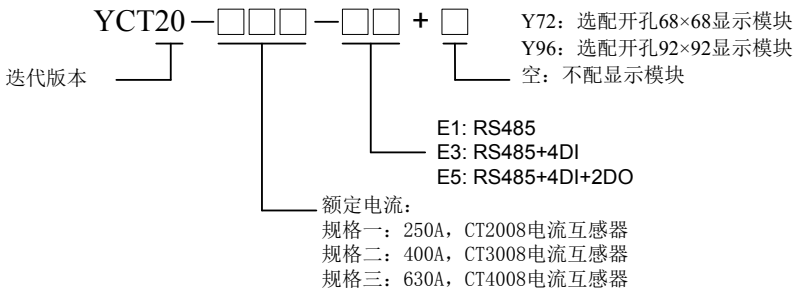 YCT20—□□□—□□+□
Y72：选配开孔68×68显示模块
Y96：选配开孔92×92显示模块
空：不配显示模块
迭代版本
E1: RS485
E3: RS485+4DI
E5: RS485+4DI+2DO
额定电流：
规格一：250A，CT2008电流互感器
规格二：400A，CT3008电流互感器
规格三：630A，CT4008电流互感器